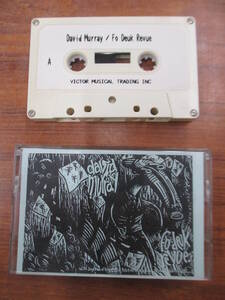 David Murray / Fo Deuk Revue
A
VICTOR MUSICAL TRADING INC
david
murray
fo deuk
revue